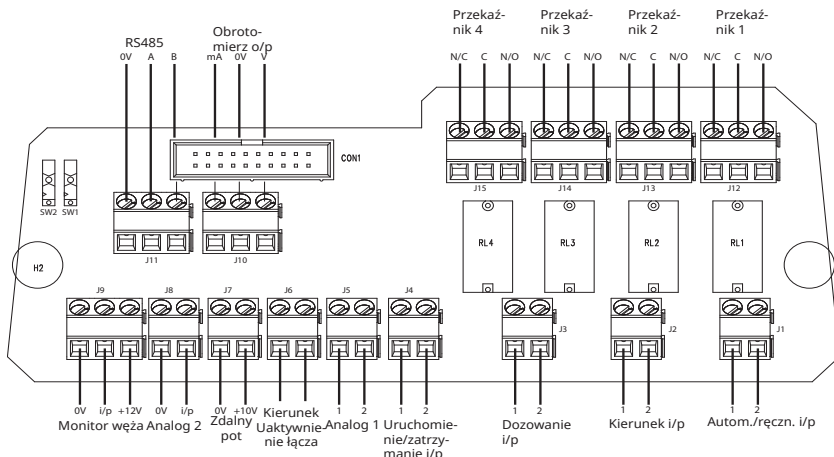 RS485
0V A B
Obroto-
mierz o/p
mA 0V V
Przekaź-
nik 4
N/C C N/O
Przekaź-
nik 3
N/C C N/O
Przekaź-
nik 2
N/C C N/O
Przekaź-
nik 1
N/C C N/O
CON1
J15
J14
J13
J12
SW2 SW1
J11
J10
RL4
RL3
RL2
RL1
H2
J9
J8
J7
J6
J5
J4
J3
J2
J1
0V i/p +12V
Monitor węża
0V i/p
Analog 2
0V +10V
Zdalny
pot
Kierunek
Uaktywnie-
nie łącza
1 2
Analog 1
1 2
Uruchomie-
nie/zatrzy-
manie i/p
1 2
Dozowanie
i/p
1 2
Kierunek i/p
1 2
Autom./ręczn. i/p